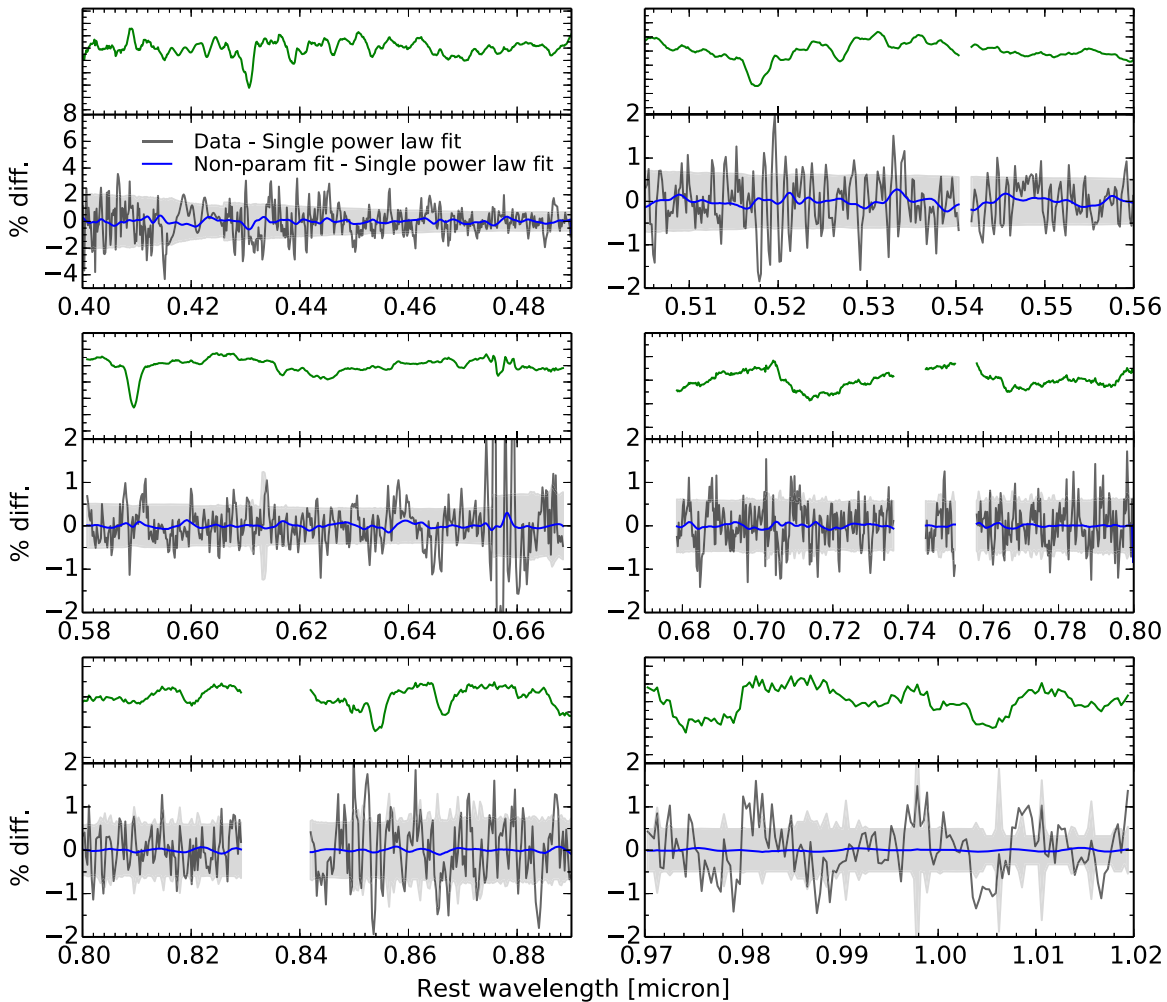 8
6
4
2
0
−2
−4
% diff.
Data - Single power law fit
Non-param fit - Single power law fit
0.40 0.42 0.44 0.46 0.48
2
1
0
−1
−2
0.51 0.52 0.53 0.54 0.55 0.56
2
1
0
−1
−2
% diff.
0.58 0.60 0.62 0.64 0.66
2
1
0
−1
−2
0.68 0.70 0.72 0.74 0.76 0.78 0.80
2
1
0
−1
−2
% diff.
0.80 0.82 0.84 0.86 0.88
2
1
0
−1
−2
0.97 0.98 0.99 1.00 1.01 1.02
Rest wavelength [micron]